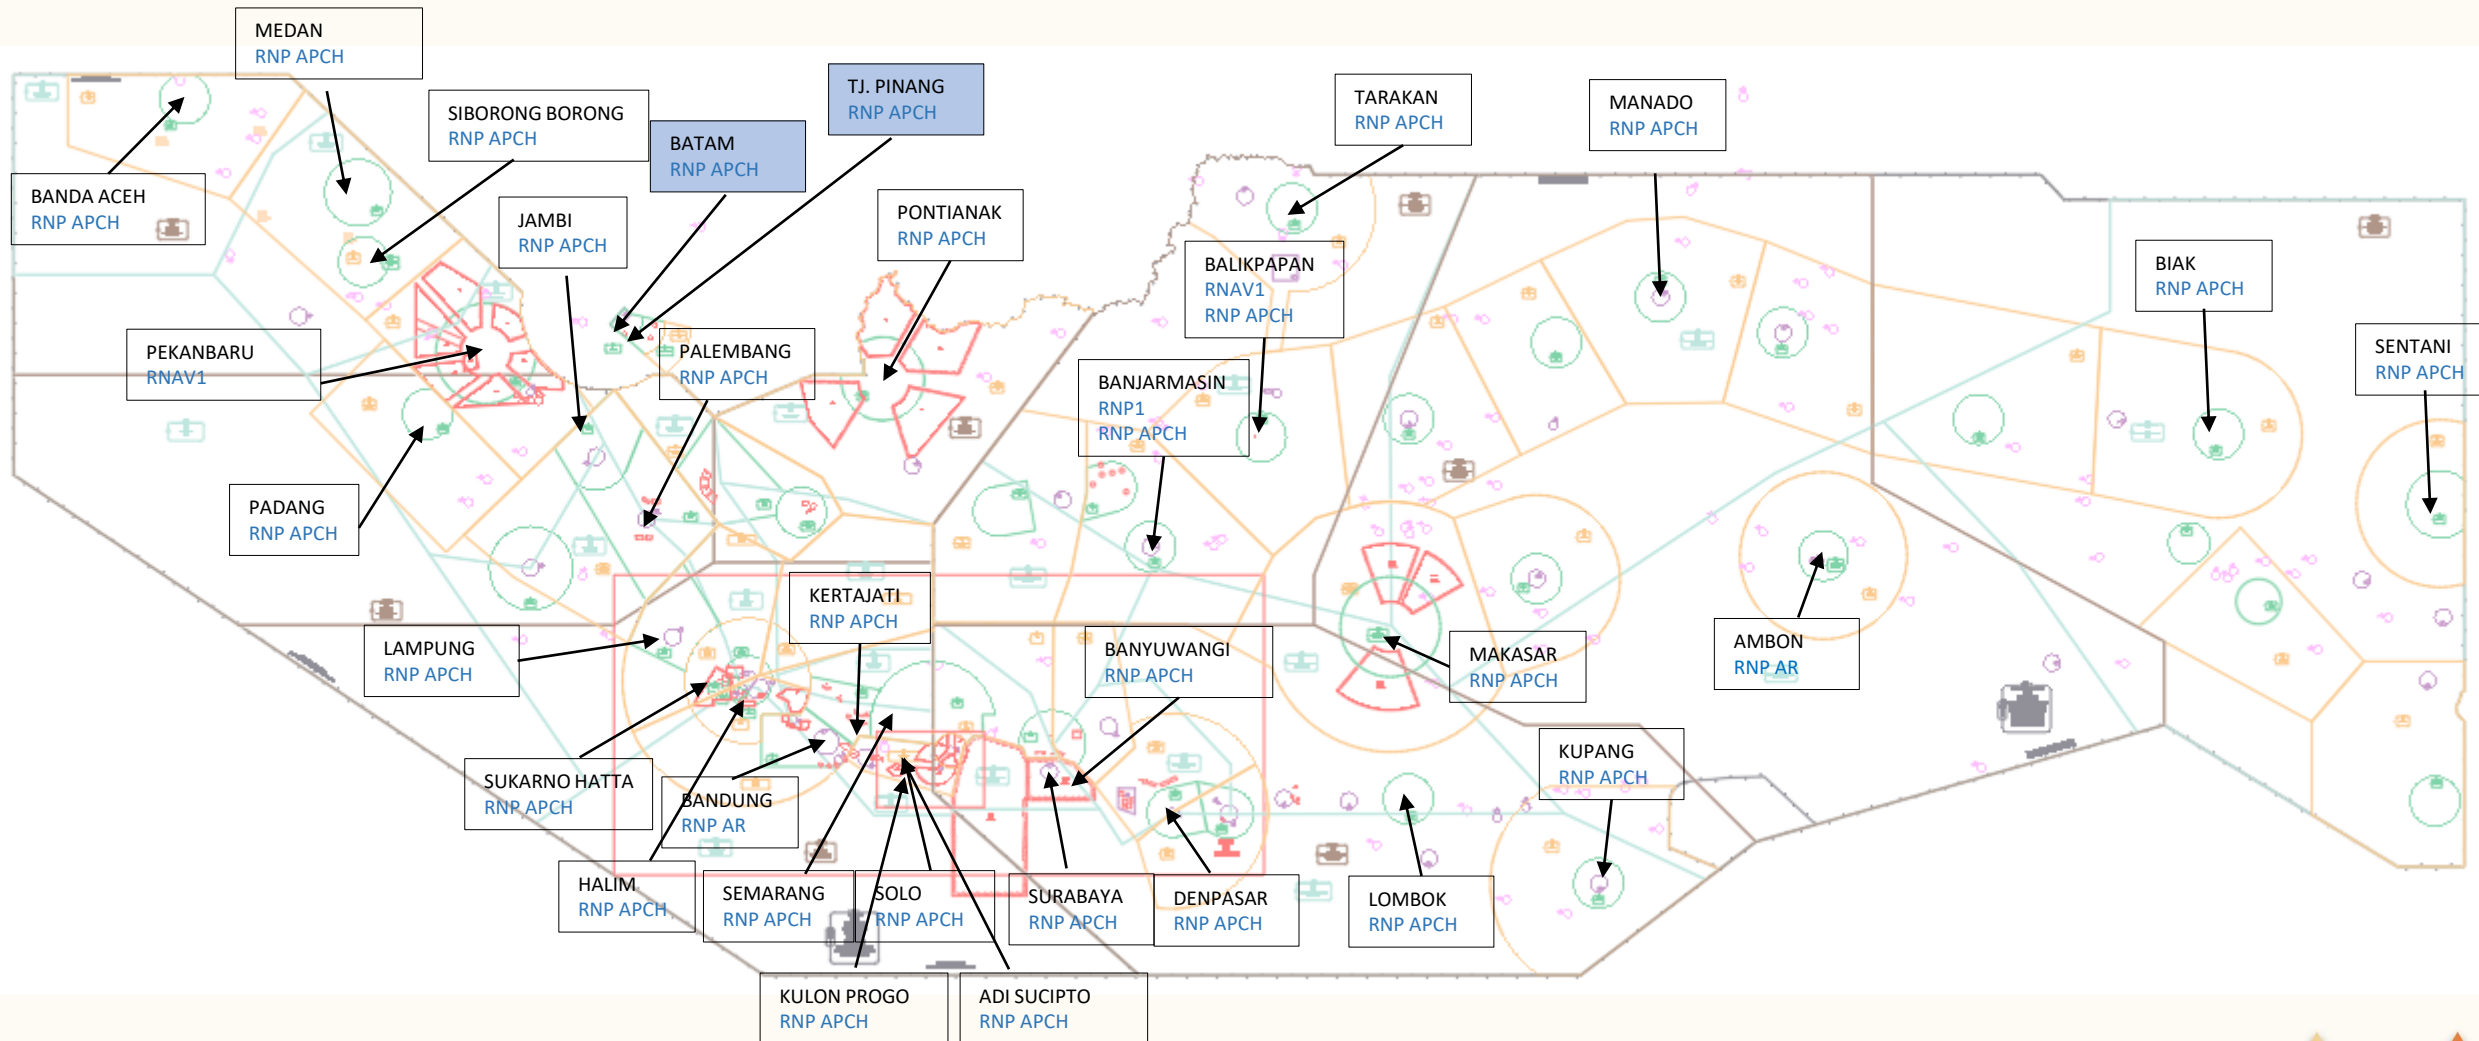 MEDAN
RNP APCH
SIBORONG BORONG
RNP APCH
TJ. PINANG
RNP APCH
BATAM
RNP APCH
TARAKAN
RNP APCH
MANADO
RNP APCH
BANDA ACEH
RNP APCH
JAMBI
RNP APCH
PONTIANAK
RNP APCH
BALIKPAPAN
RNAV1
RNP APCH
BIAK
RNP APCH
PEKANBARU
RNAV1
PALEMBANG
RNP APCH
BANJARMASIN
RNP1
RNP APCH
SENTANI
RNP APCH
PADANG
RNP APCH
KERTAJATI
RNP APCH
LAMPUNG
RNP APCH
BANYUWANGI
RNP APCH
MAKASAR
RNP APCH
AMBON
RNP AR
SUKARNO HATTA
RNP APCH
BANDUNG
RNP AR
KUPANG
RNP APCH
HALIM
RNP APCH
SEMARANG
RNP APCH
SOLO
RNP APCH
SURABAYA
RNP APCH
DENPASAR
RNP APCH
LOMBOK
RNP APCH
KULON PROGO
RNP APCH
ADI SUCIPTO
RNP APCH